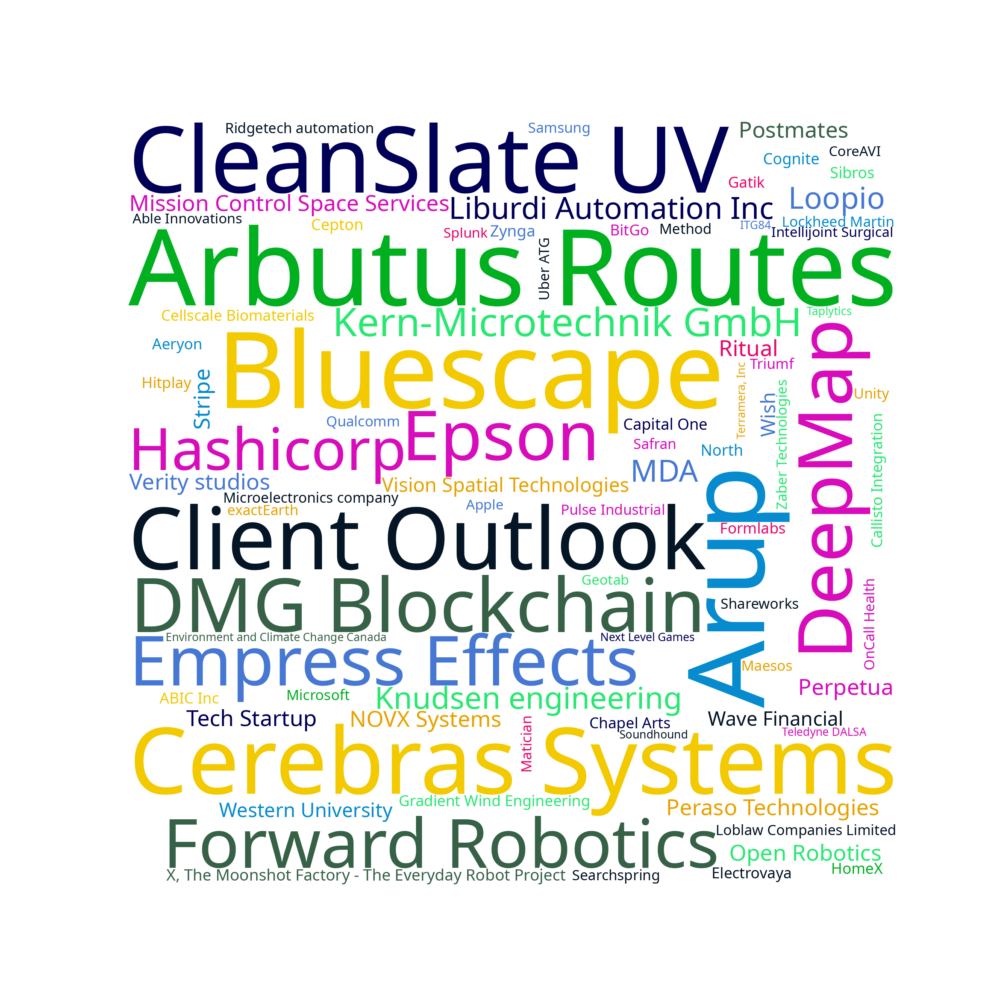 Ridgetech automation
Samsung
Postmates
CleanSlate UV
CoreAVI
Cognite
Sibros
Gatik
Loopio
Mission Control Space Services
Liburdi Automation Inc
Able Innovations
Cepton
Splunk
Zynga
BitGo
Method
ITG84
Lockheed Martin
Intellijoint Surgical
Uber ATG
Arbutus Routes
Cellscale Biomaterials
Kern-Microtechnik GmbH
Taplytics
Aeryon
Bluescape
Ritual
Triumf
Hitplay
Stripe
Terramera, Inc
Wish
Zaber Technologies
DeepMap
Unity
Qualcomm
Epson
Capital One
Hashicorp
Safran
North
Callisto Integration
Verity studios
Vision Spatial Technologies
MDA
Microelectronics company
exactEarth
Apple
Pulse Industrial
Arup
Formlabs
Client Outlook
Geotab
DMG Blockchain
Shareworks
OnCall Health
Environment and Climate Change Canada
Next Level Games
Empress Effects
Maesos
Perpetua
ABIC Inc
Microsoft
Knudsen engineering
Tech Startup
NOVX Systems
Matician
Chapel Arts
Soundhound
Wave Financial
Teledyne DALSA
Cerebras Systems
Western University
Gradient Wind Engineering
Peraso Technologies
Forward Robotics
Loblaw Companies Limited
Open Robotics
X, The Moonshot Factory - The Everyday Robot Project
Searchspring
Electrovaya
HomeX